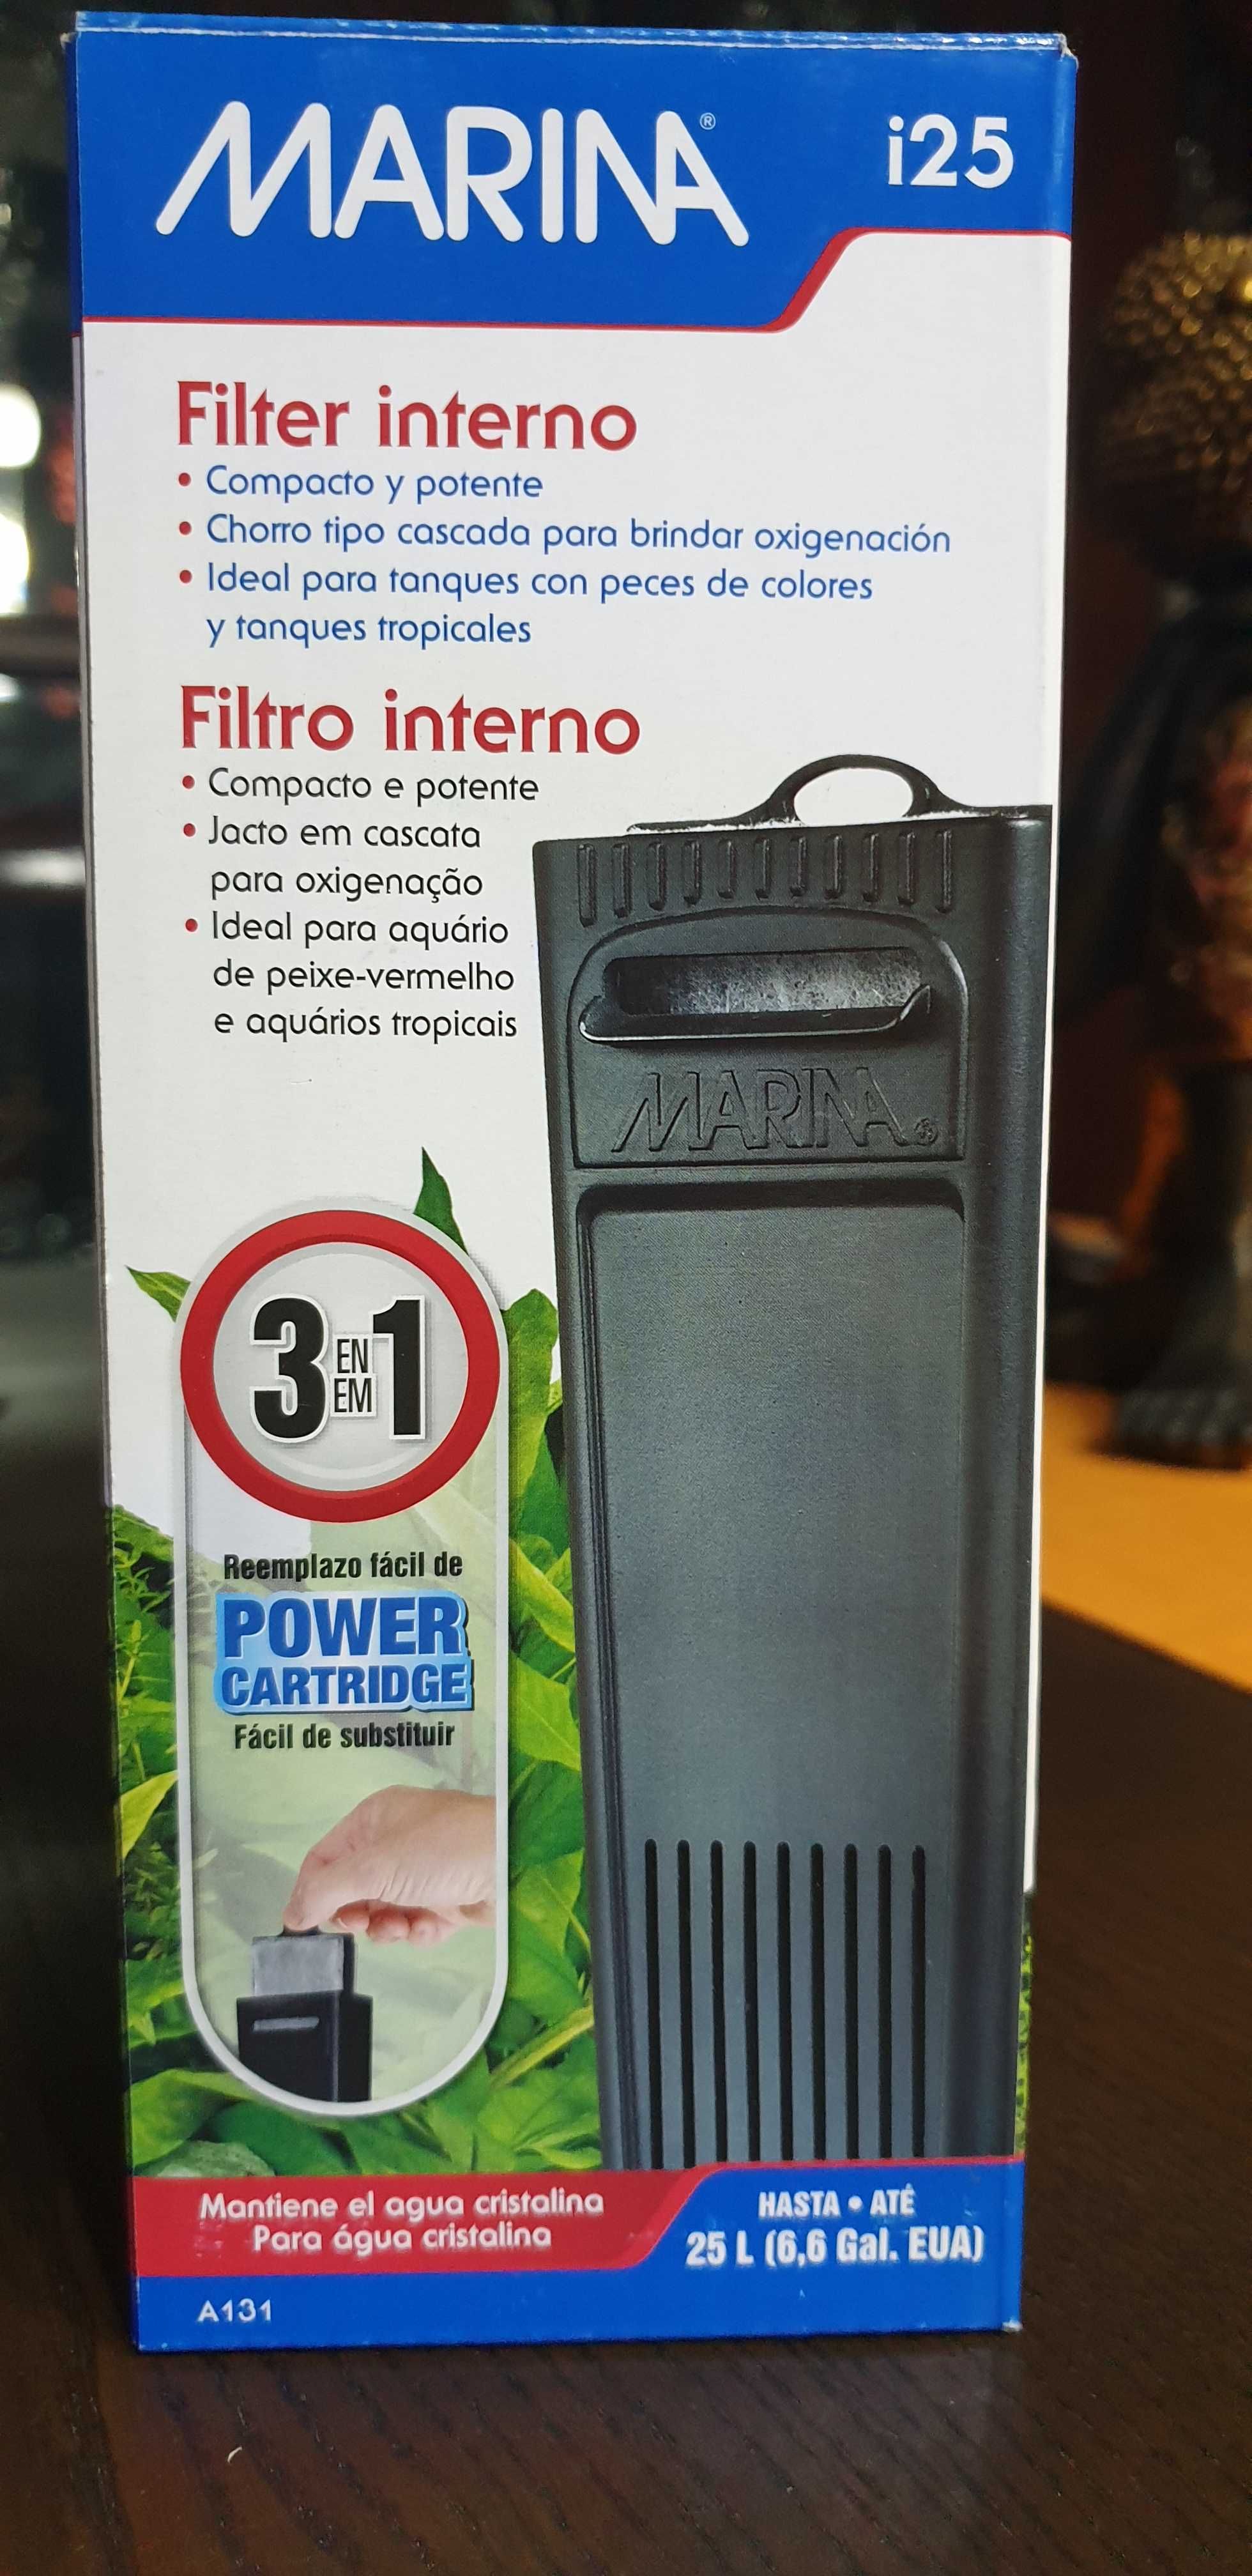 MARINA®
i25
Filter interno
• Compacto y potente
• Chorro tipo cascada para brindar oxigenación
• Ideal para tanques con peces de colores
y tanques tropicales
Filtro interno
• Compacto e potente
• Jacto em cascata
para oxigenação
• Ideal para aquário
de peixe-vermelho
e aquários tropicais
MARINA®
3 EN EM 1
Reemplazo fácil de
POWER
CARTRIDGE
Fácil de substituir
Mantiene el agua cristalina
Para água cristalina
HASTA • ATÉ
25 L (6,6 Gal. EUA)
A131